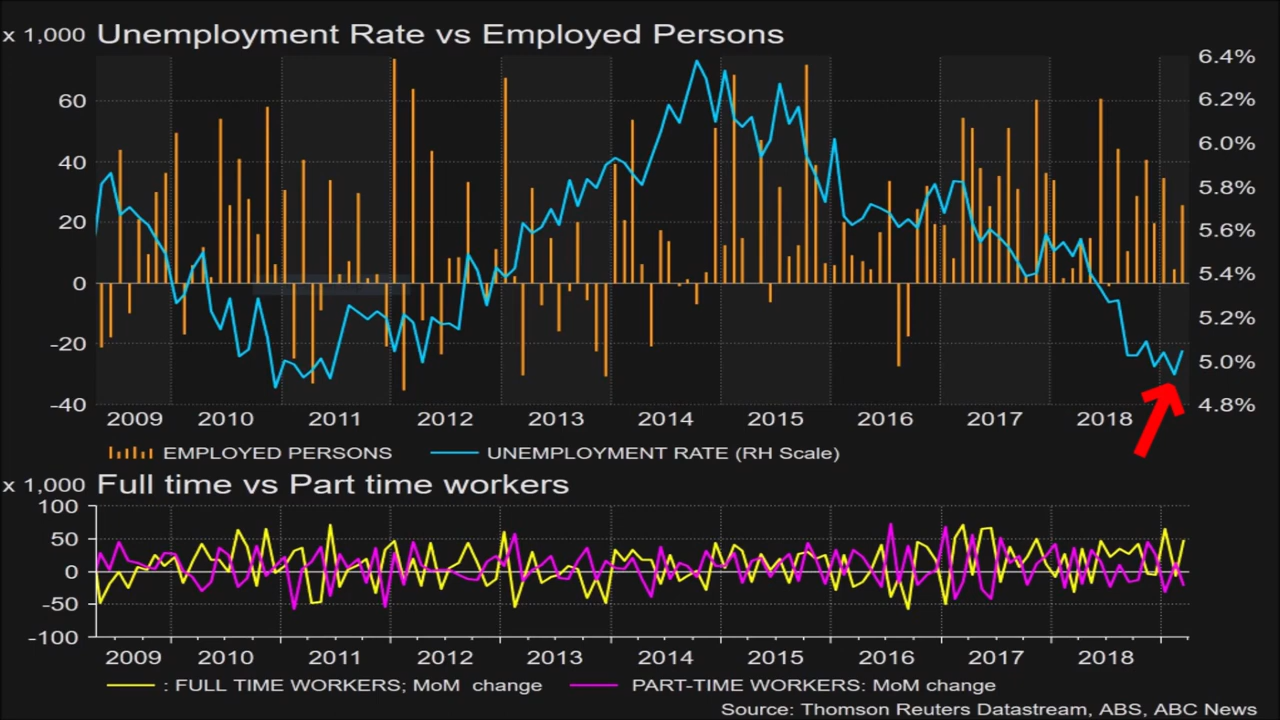 x 1,000 Unemployment Rate vs Employed Persons
6.4%
60 6.2%
6.0%
40
5.8%
20 5.6%
0 5.4%
5.2%
-20 5.0%
-40 4.8%
2009 2010 2011 2012 2013 2014 2015 2016 2017 2018
EMPLOYED PERSONS UNEMPLOYMENT RATE (RH Scale)
x 1,000 Full time vs Part time workers
100
50
0
-50
-100
2009 2010 2011 2012 2013 2014 2015 2016 2017 2018
: FULL TIME WORKERS; MoM change PART-TIME WORKERS: MoM change
Source: Thomson Reuters Datastream, ABS, ABC News